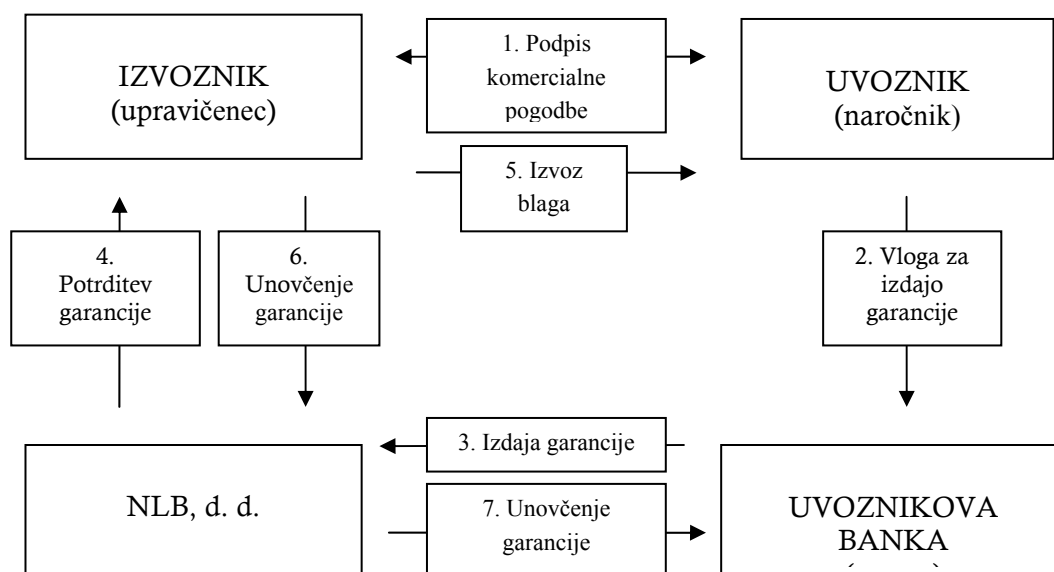 IZVOZNIK
(upravičenec)
1. Podpis
komercialne
pogodbe
UVOZNIK
(naročnik)
5. Izvoz
blaga
4.
Potrditev
garancije
6.
Unovčenje
garancije
2. Vloga za
izdajo
garancije
NLB, d. d.
3. Izdaja garancije
7. Unovčenje
garancije
UVOZNIKOVA
BANKA